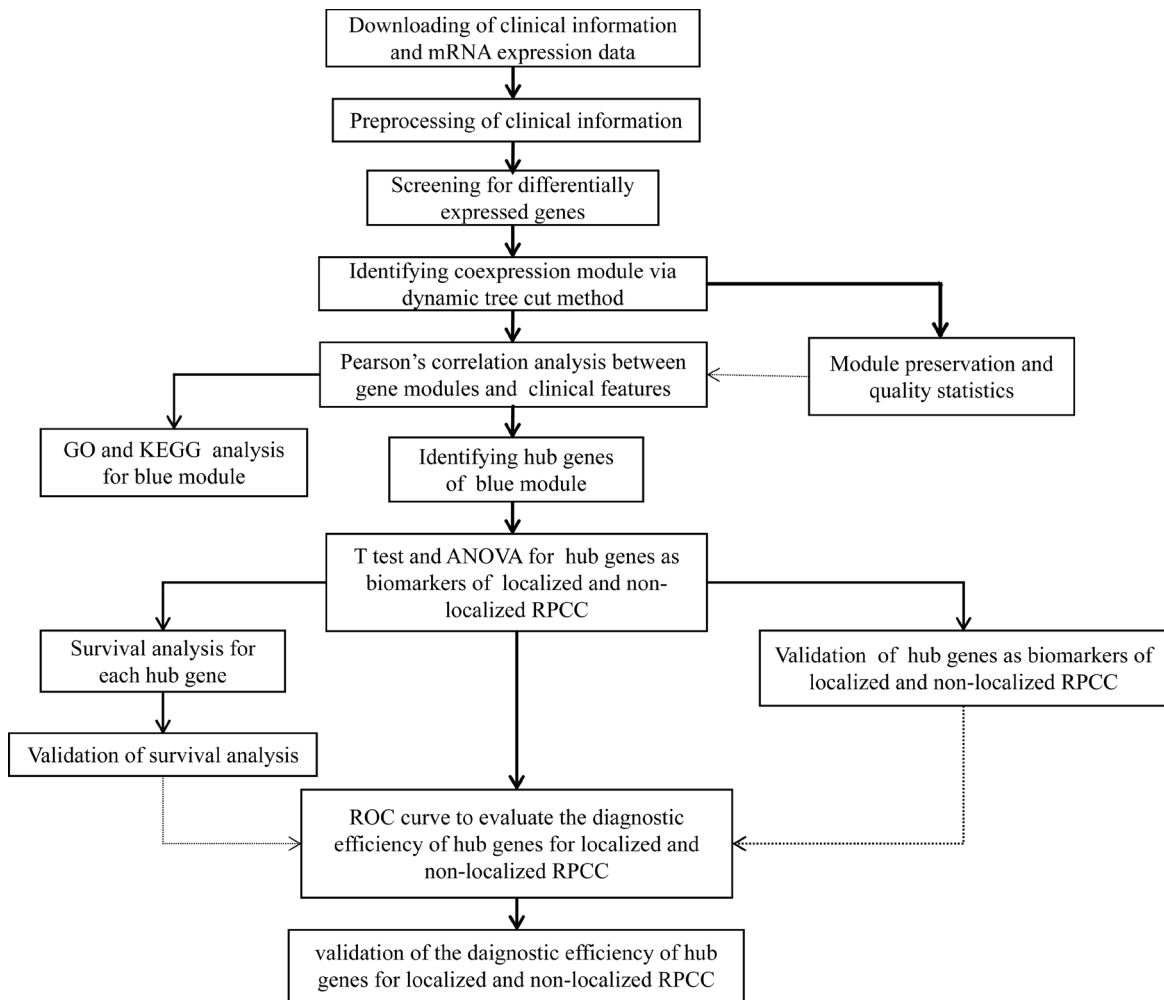 Downloading of clinical information
and mRNA expression data
Preprocessing of clinical information
Screening for differentially
expressed genes
Identifying coexpression module via
dynamic tree cut method
Pearson’s correlation analysis between
gene modules and clinical features
Module preservation and
quality statistics
GO and KEGG analysis
for blue module
Identifying hub genes
of blue module
T test and ANOVA for hub genes as
biomarkers of localized and non-
localized RPCC
Survival analysis for
each hub gene
Validation of hub genes as biomarkers of
localized and non-localized RPCC
Validation of survival analysis
ROC curve to evaluate the diagnostic
efficiency of hub genes for localized and
non-localized RPCC
validation of the daignostic efficiency of hub
genes for localized and non-localized RPCC